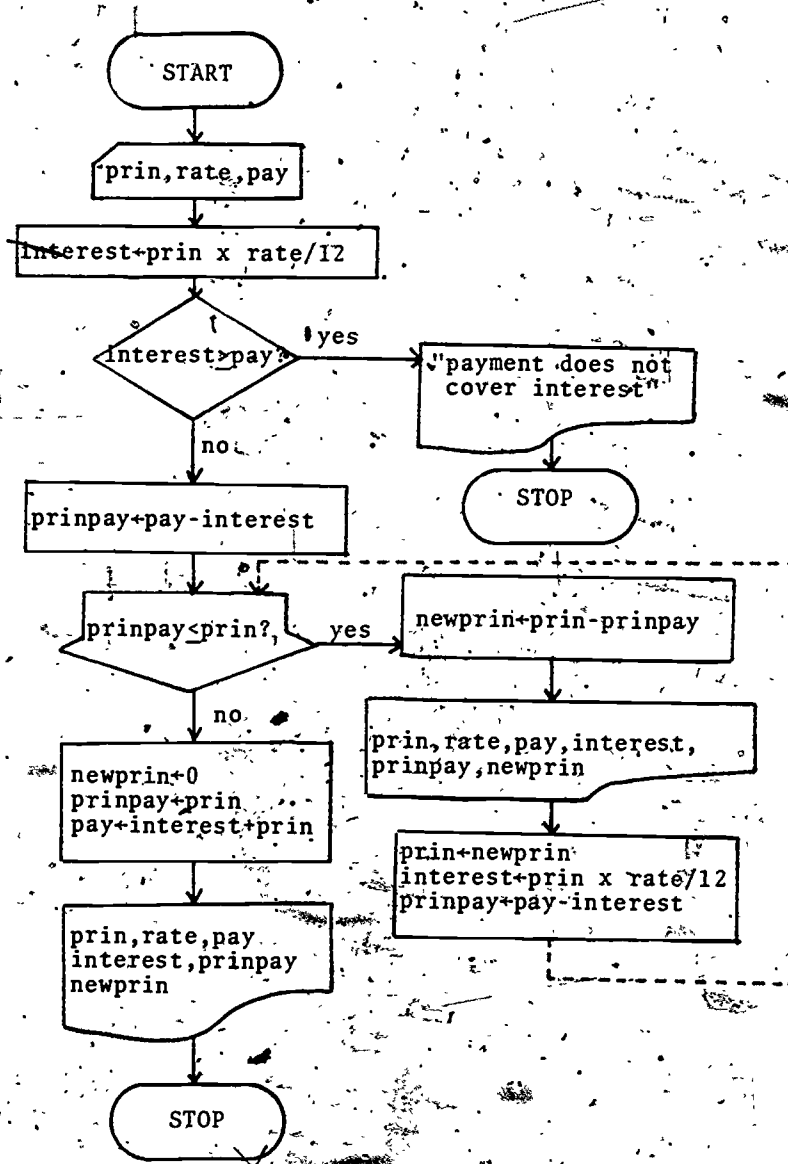 START
prin,rate,pay
interest←prin x rate/12
interest≥pay?
yes
"payment does not
cover interest"
no
STOP
prinpay←pay-interest
prinpay≤prin?
yes
newprin←prin-prinpay
no
prin,rate,pay,interest,
prinpay,newprin
newprin←0
prinpay←prin
pay←interest+prin
prin←newprin
interest←prin x rate/12
prinpay←pay-interest
prin,rate,pay
interest,prinpay
newprin
STOP